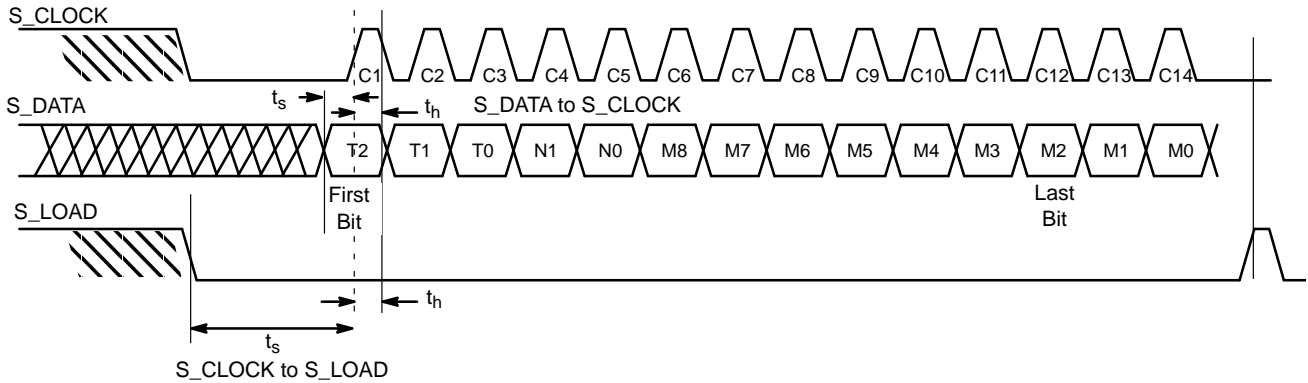 S_CLOCK
C1 C2 C3 C4 C5 C6 C7 C8 C9 C10 C11 C12 C13 C14
ts
S_DATA
th
S_DATA to S_CLOCK
T2 T1 T0 N1 N0 M8 M7 M6 M5 M4 M3 M2 M1 M0
First
Bit
Last
Bit
S_LOAD
th
ts
S_CLOCK to S_LOAD